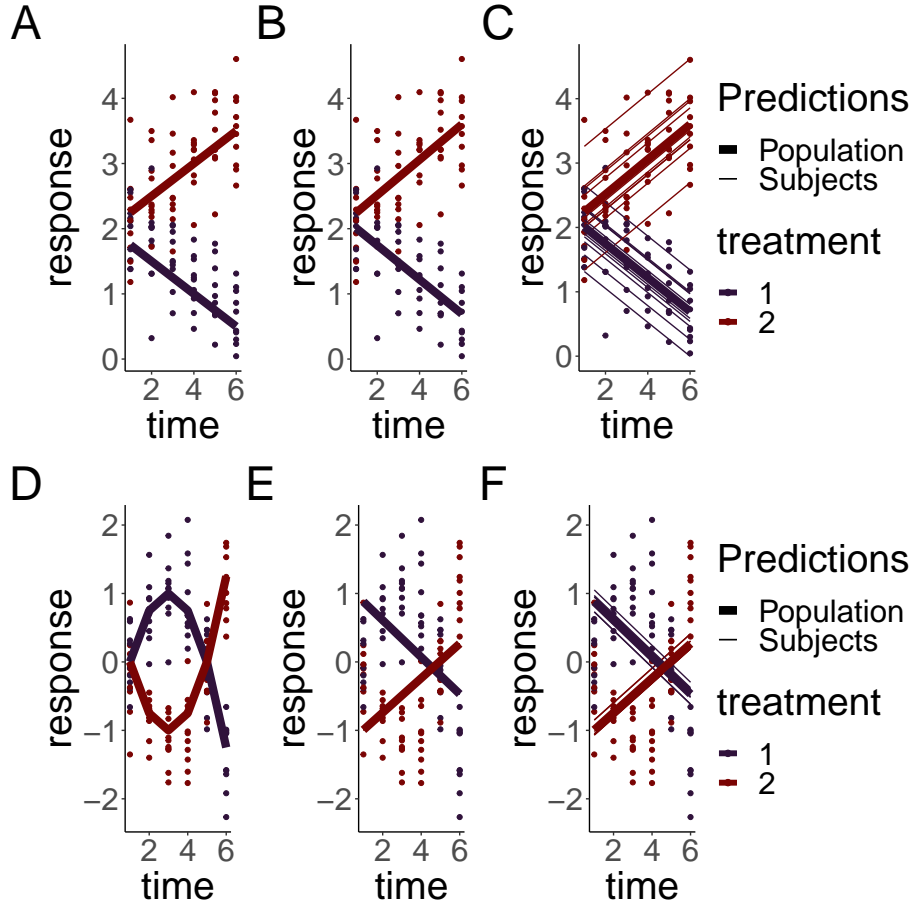 A
response
4
3
2
1
0
2 4 6
time
B
response
4
3
2
1
0
2 4 6
time
C
response
4
3
2
1
0
2 4 6
time
Predictions
Population
Subjects
treatment
1
2
D
response
2
1
0
−1
−2
2 4 6
time
E
response
2
1
0
−1
−2
2 4 6
time
F
response
2
1
0
−1
−2
2 4 6
time
Predictions
Population
Subjects
treatment
1
2